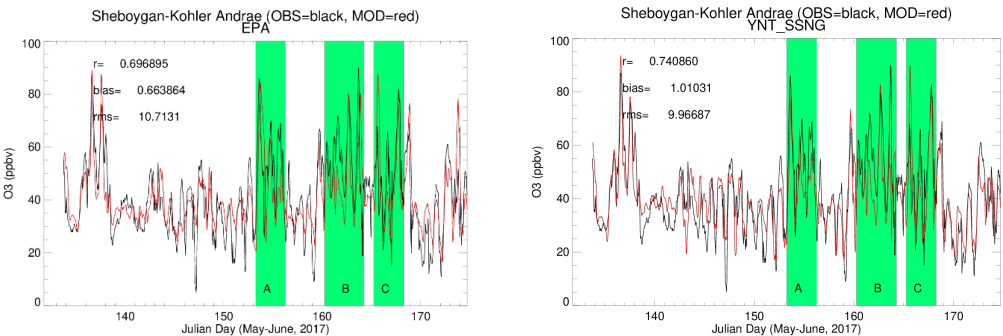 Sheboygan-Kohler Andrae (OBS=black, MOD=red)
EPA
100
80
60
40
20
0
O3 (ppbv)
r= 0.696895
bias= 0.663864
rms= 10.7131
A
B
C
140
150
160
170
Julian Day (May-June, 2017)
Sheboygan-Kohler Andrae (OBS=black, MOD=red)
YNT_SSNG
100
80
60
40
20
0
O3 (ppbv)
r= 0.740860
bias= 1.01031
rms= 9.96687
A
B
C
140
150
160
170
Julian Day (May-June, 2017)